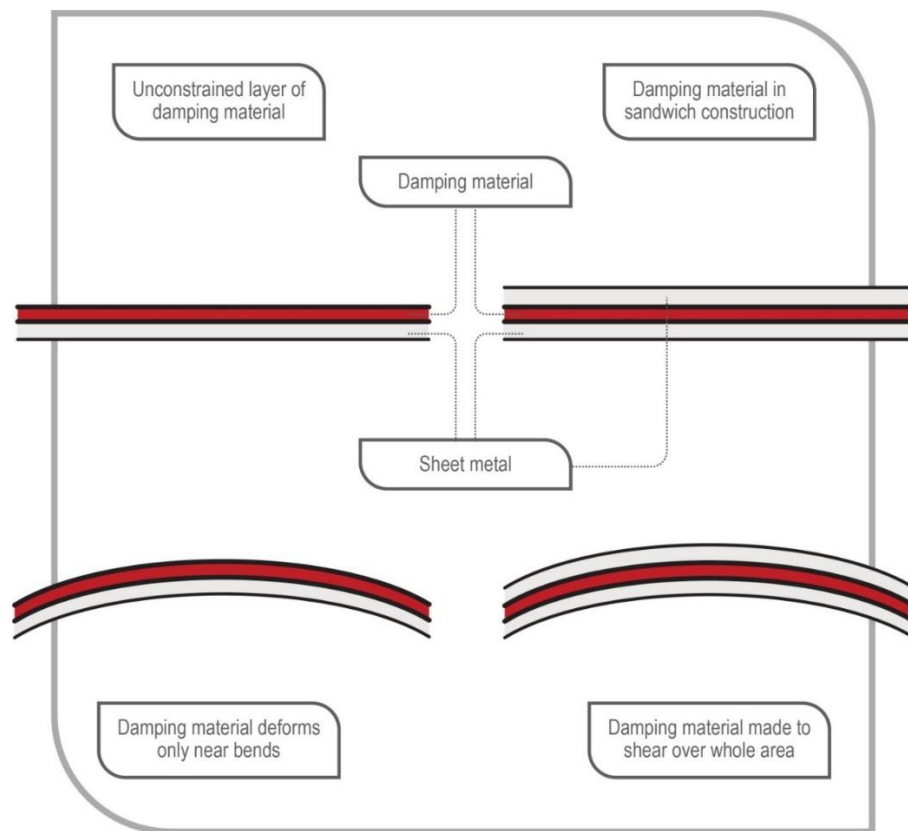 Unconstrained layer of
damping material
Damping material in
sandwich construction
Damping material
Sheet metal
Damping material deforms
only near bends
Damping material made to
shear over whole area